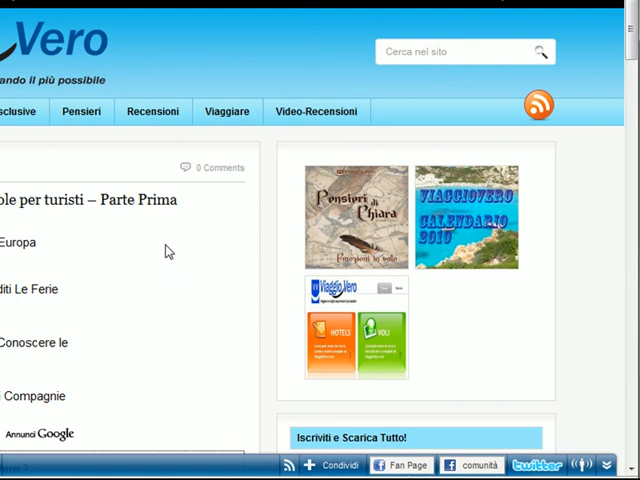 Vero
ando il più possibile
Cerca nel sito
sclusive
Pensieri
Recensioni
Viaggiare
Video-Recensioni
0 Comments
ole per turisti – Parte Prima
Europa
diti Le Ferie
Conoscere le
i Compagnie
Annunci Google
Pensieri di
Chiara
Emozioni in volo
VIAGGIOVERO
CALENDARIO
2010
Viaggio Vero
HOTELS
VOLI
Iscriviti e Scarica Tutto!
Condividi
Fan Page
comunità
twitter